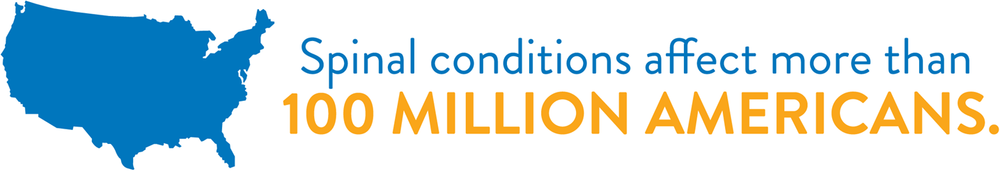 Spinal conditions affect more than
100 MILLION AMERICANS.